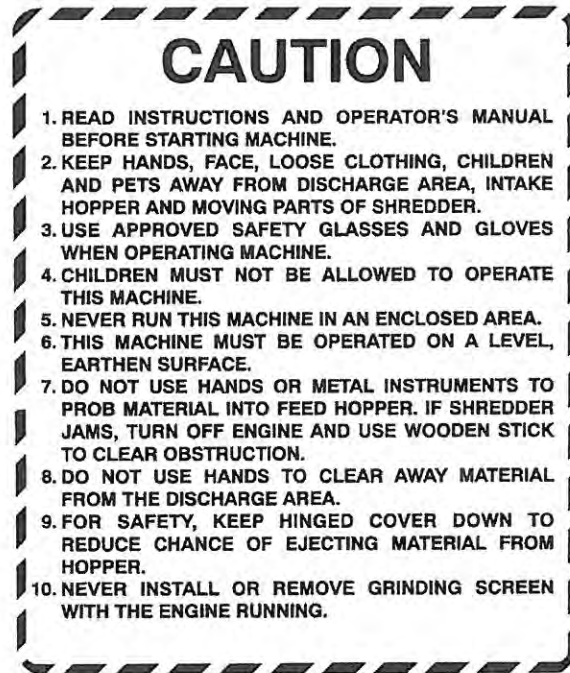 CAUTION
1. READ INSTRUCTIONS AND OPERATOR'S MANUAL
BEFORE STARTING MACHINE.
2. KEEP HANDS, FACE, LOOSE CLOTHING, CHILDREN
AND PETS AWAY FROM DISCHARGE AREA, INTAKE
HOPPER AND MOVING PARTS OF SHREDDER.
3. USE APPROVED SAFETY GLASSES AND GLOVES
WHEN OPERATING MACHINE.
4. CHILDREN MUST NOT BE ALLOWED TO OPERATE
THIS MACHINE.
5. NEVER RUN THIS MACHINE IN AN ENCLOSED AREA.
6. THIS MACHINE MUST BE OPERATED ON A LEVEL,
EARTHEN SURFACE.
7. DO NOT USE HANDS OR METAL INSTRUMENTS TO
PROB MATERIAL INTO FEED HOPPER. IF SHREDDER
JAMS, TURN OFF ENGINE AND USE WOODEN STICK
TO CLEAR OBSTRUCTION.
8. DO NOT USE HANDS TO CLEAR AWAY MATERIAL
FROM THE DISCHARGE AREA.
9. FOR SAFETY, KEEP HINGED COVER DOWN TO
REDUCE CHANCE OF EJECTING MATERIAL FROM
HOPPER.
10. NEVER INSTALL OR REMOVE GRINDING SCREEN
WITH THE ENGINE RUNNING.